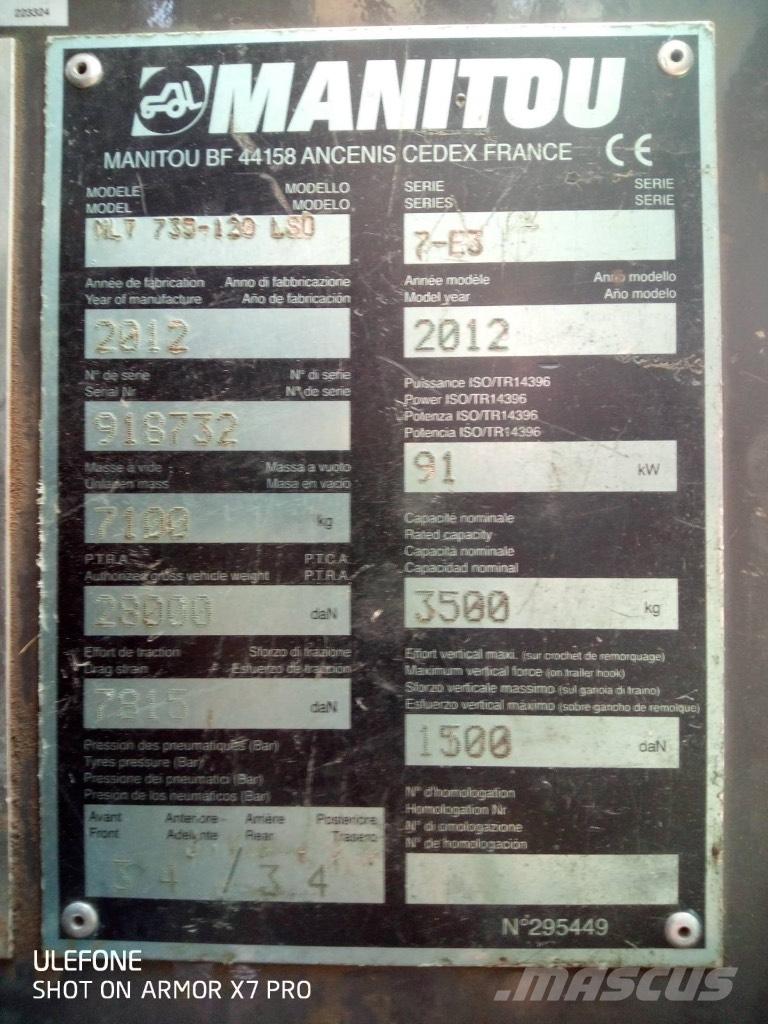 223324
MANITOU
MANITOU BF 44158 ANCENIS CEDEX FRANCE CE
MODELE MODELLO
MODEL MODELO
MLT 735-120 LSU
SERIE SERIE
SERIES SERIE
7-E3
Année de fabrication Anno di fabbricazione
Year of manufacture Año de fabricación
2012
Année modèle Anno modello
Model year Año modelo
2012
N° de série N° di serie
Serial Nr N° de serie
918732
Puissance ISO/TR14396
Power ISO/TR14396
Potenza ISO/TR14396
Potencia ISO/TR14396
91 kW
Masse à vide Massa a vuoto
Unladen mass Masa en vacio
7100 kg
Capacité nominale
Rated capacity
Capacità nominale
Capacidad nominal
3500 kg
P.T.R.A. P.T.C.A.
Authorized gross vehicle weight P.T.R.A.
28000 daN
Effort de traction Sforzo di trazione
Drag strain Esfuerzo de traccion
7815 daN
Effort vertical maxi. (sur crochet de remorquage)
Maximum vertical force (on trailer hook)
Sforzo verticale massimo (sul gancia di traino)
Esfuerzo vertical máximo (sobre gancho de remolque)
1500 daN
Pression des pneumatiques (Bar)
Tyres pressure (Bar)
Pressione dei pneumatici (Bar)
Presion de los neumáticos (Bar)
Avant Anteriore- Arrière Posteriore
Front Adelante Rear Trasero
3 4 / 3 4
N° d'homologation
Homologation Nr
N° di omologazione
N° de homologación
N°295449
ULEFONE
SHOT ON ARMOR X7 PRO
MASCUS